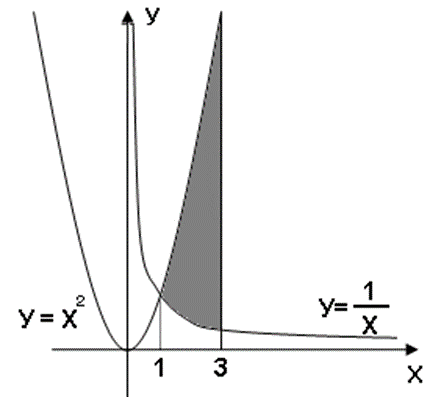 y
y = x²
y = 1/x
1 3
x